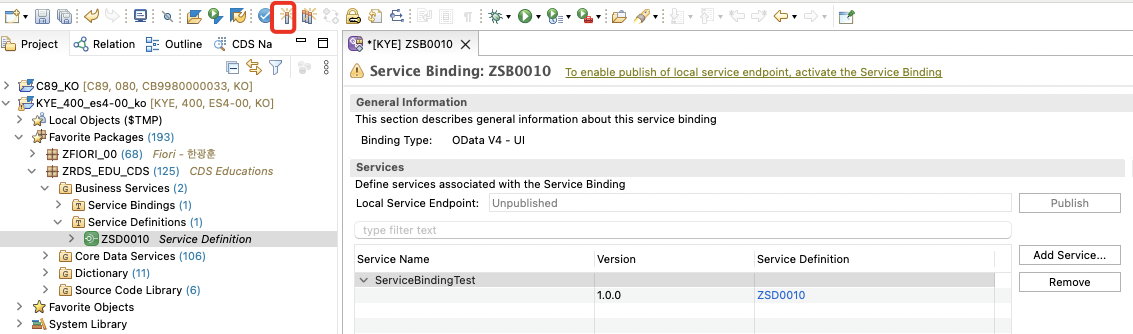 Project
Relation
Outline
CDS Na
*[KYE] ZSB0010
C89_KO [C89, 080, CB9980000033, KO]
KYE_400_es4-00_ko [KYE, 400, ES4-00, KO]
Local Objects ($TMP)
Favorite Packages (193)
ZFIORI_00 (68) Fiori - 한광훈
ZRDS_EDU_CDS (125) CDS Educations
Business Services (2)
Service Bindings (1)
Service Definitions (1)
ZSD0010 Service Definition
Core Data Services (106)
Dictionary (11)
Source Code Library (6)
Favorite Objects
System Library
Service Binding: ZSB0010
To enable publish of local service endpoint, activate the Service Binding
General Information
This section describes general information about this service binding
Binding Type: OData V4 - UI
Services
Define services associated with the Service Binding
Local Service Endpoint: Unpublished
Publish
type filter text
Service Name Version Service Definition
ServiceBindingTest
1.0.0 ZSD0010
Add Service...
Remove